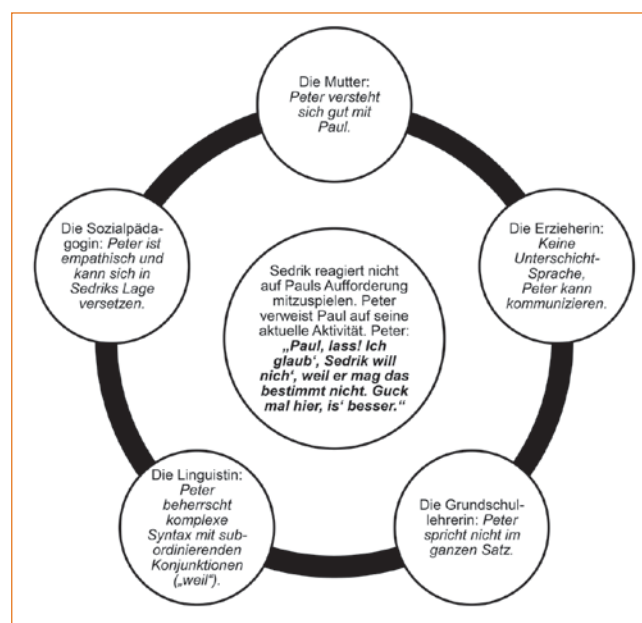 Die Mutter:
Peter versteht
sich gut mit
Paul.
Die Sozialpäda-
gogin: Peter ist
empathisch und
kann sich in
Sedriks Lage
versetzen.
Die Erzieherin:
Keine
Unterschicht-
Sprache,
Peter kann
kommunizieren.
Sedrik reagiert nicht
auf Pauls Aufforderung
mitzuspielen. Peter
verweist Paul auf seine
aktuelle Aktivität. Peter:
„Paul, lass! Ich
glaub‘, Sedrik will
nich‘, weil er mag das
bestimmt nicht. Guck
mal hier, is‘ besser.“
Die Linguistin:
Peter
beherrscht
komplexe
Syntax mit sub-
ordinierenden
Konjunktionen
(„weil“).
Die Grundschul-
lehrerin: Peter
spricht nicht im
ganzen Satz.